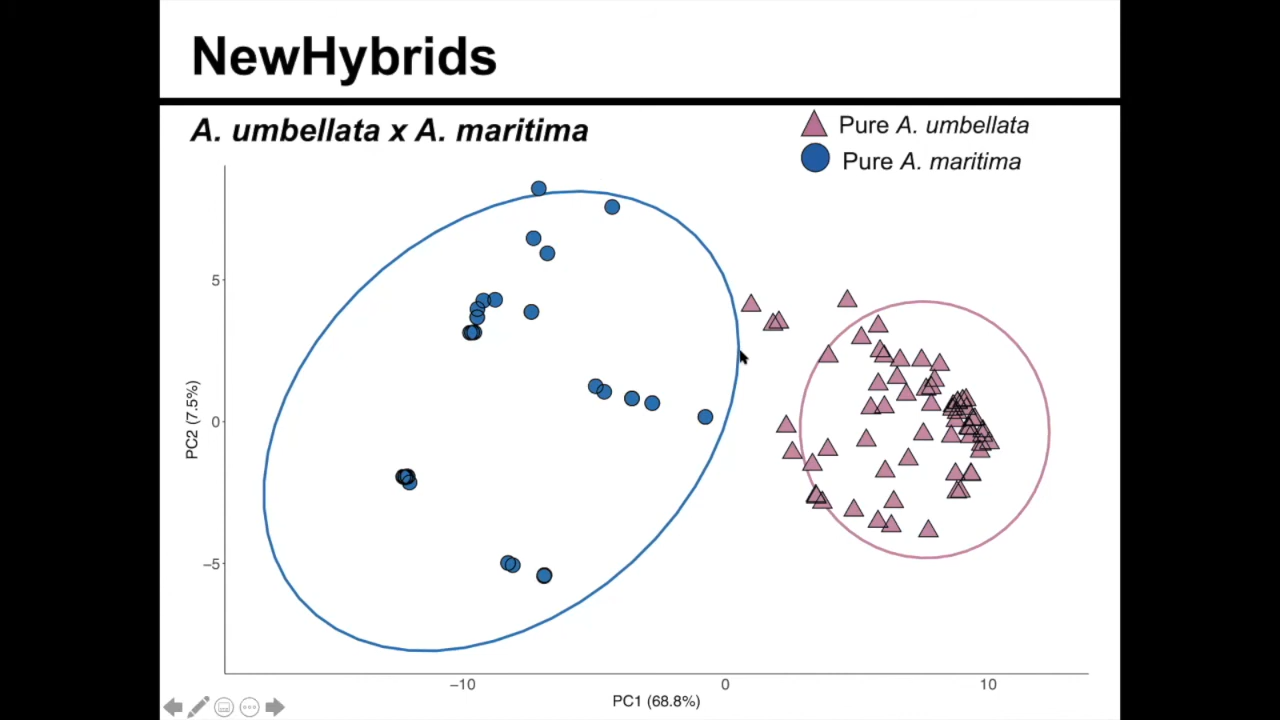 NewHybrids
A. umbellata x A. maritima
Pure A. umbellata
Pure A. maritima
5
0
−5
PC2 (7.5%)
−10
0
10
PC1 (68.8%)